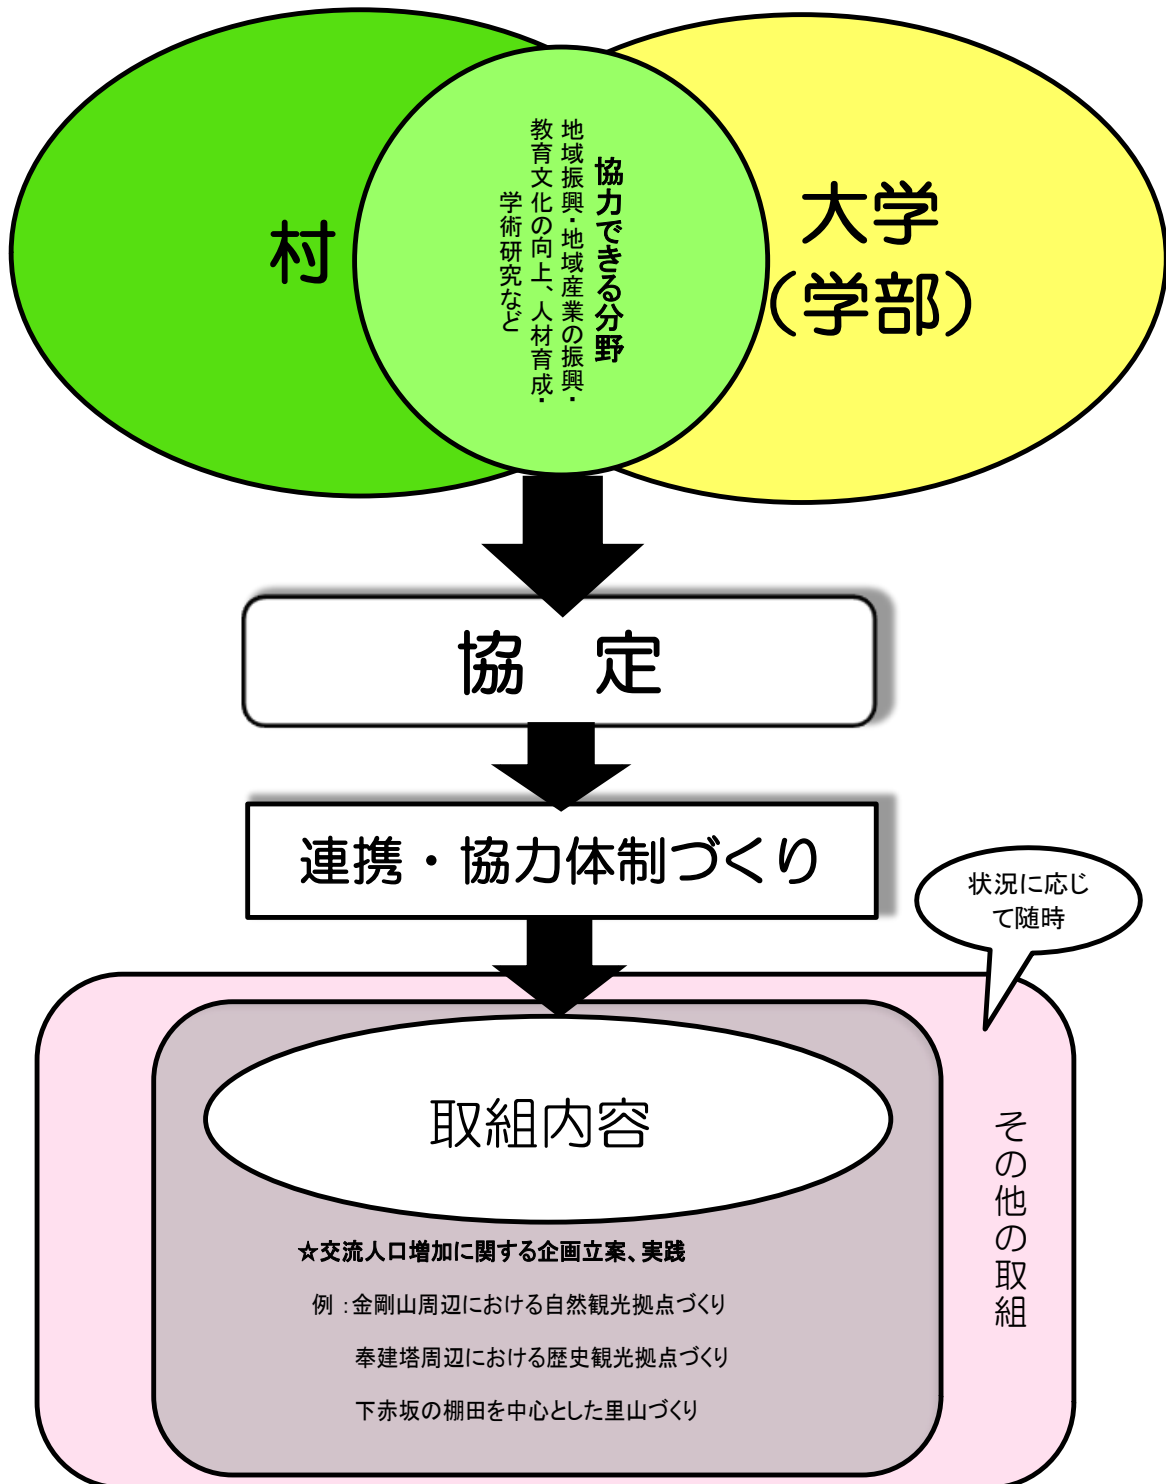 村
協力できる分野
地域振興・地域産業の振興・
教育文化の向上、人材育成・
学術研究など
大学
（学部）
協　定
連携・協力体制づくり
状況に応じ
て随時
取組内容
☆交流人口増加に関する企画立案、実践
例：金剛山周辺における自然観光拠点づくり
奉建塔周辺における歴史観光拠点づくり
下赤坂の棚田を中心とした里山づくり
その他の取組